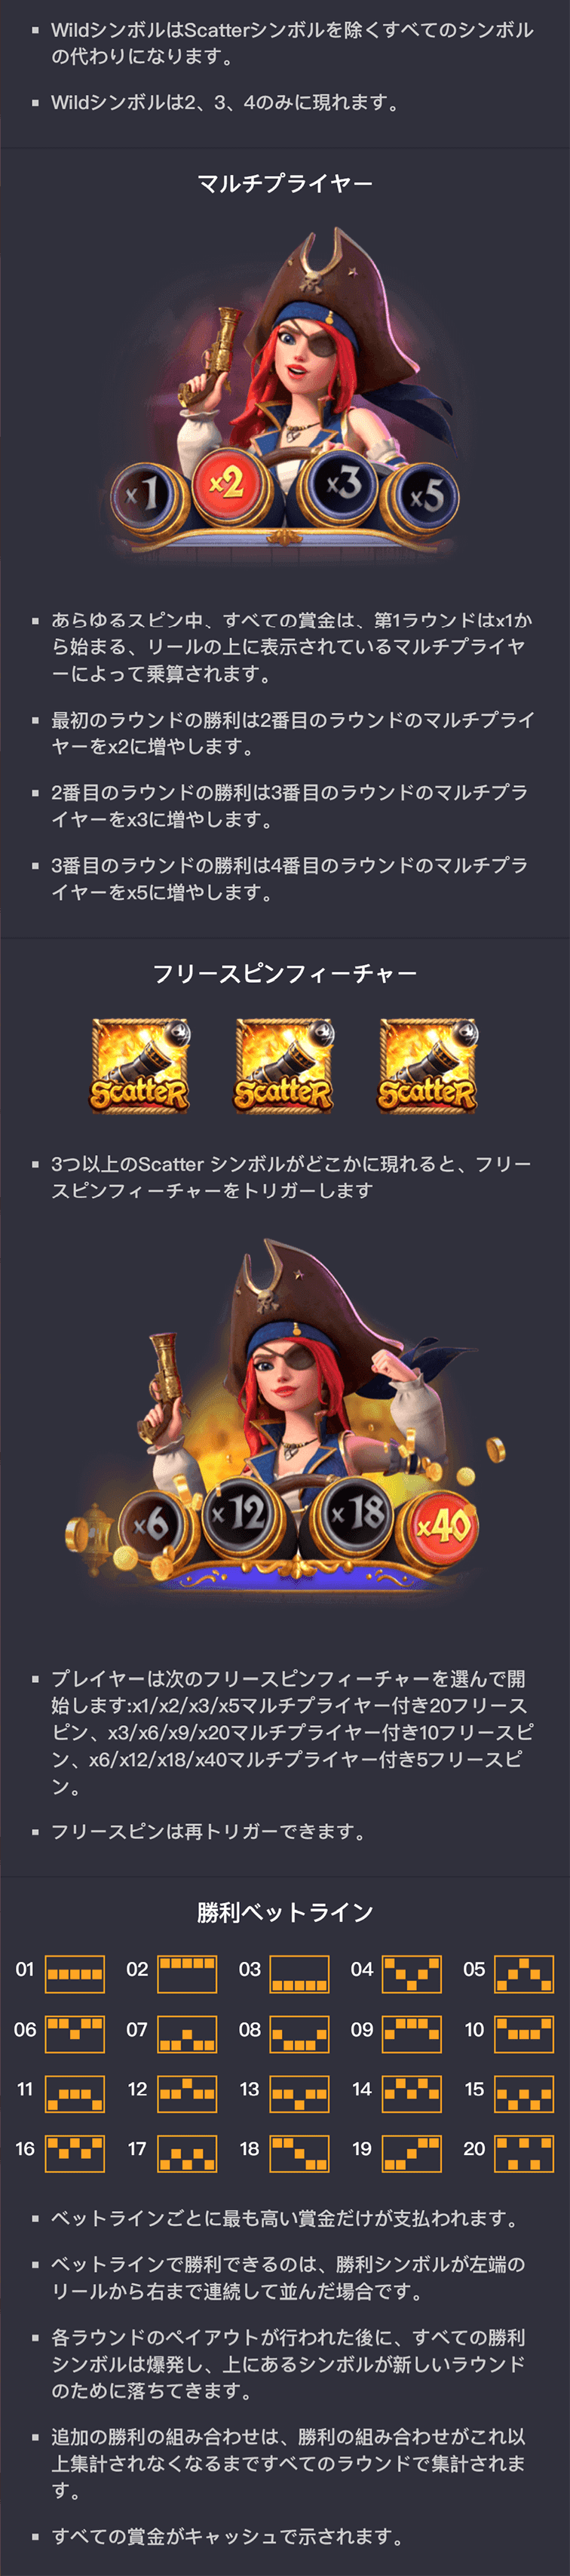 ▪ WildシンボルはScatterシンボルを除くすべてのシンボル
の代わりになります。
▪ Wildシンボルは2、3、4のみに現れます。
マルチプライヤー
x1 x2 x3 x5
▪ あらゆるスピン中、すべての賞金は、第1ラウンドはx1か
ら始まる、リールの上に表示されているマルチプライヤ
ーによって乗算されます。
▪ 最初のラウンドの勝利は2番目のラウンドのマルチプライ
ヤーをx2に増やします。
▪ 2番目のラウンドの勝利は3番目のラウンドのマルチプラ
イヤーをx3に増やします。
▪ 3番目のラウンドの勝利は4番目のラウンドのマルチプラ
イヤーをx5に増やします。
フリースピンフィーチャー
SCATTER SCATTER SCATTER
▪ 3つ以上のScatter シンボルがどこかに現れると、フリー
スピンフィーチャーをトリガーします
x6 x12 x18 x40
▪ プレイヤーは次のフリースピンフィーチャーを選んで開
始します:x1/x2/x3/x5マルチプライヤー付き20フリース
ピン、x3/x6/x9/x20マルチプライヤー付き10フリースピ
ン、x6/x12/x18/x40マルチプライヤー付き5フリースピ
ン。
▪ フリースピンは再トリガーできます。
勝利ベットライン
01 02 03 04 05
06 07 08 09 10
11 12 13 14 15
16 17 18 19 20
▪ ベットラインごとに最も高い賞金だけが支払われます。
▪ ベットラインで勝利できるのは、勝利シンボルが左端の
リールから右まで連続して並んだ場合です。
▪ 各ラウンドのペイアウトが行われた後に、すべての勝利
シンボルは爆発し、上にあるシンボルが新しいラウンド
のために落ちてきます。
▪ 追加の勝利の組み合わせは、勝利の組み合わせがこれ以
上集計されなくなるまですべてのラウンドで集計されま
す。
▪ すべての賞金がキャッシュで示されます。